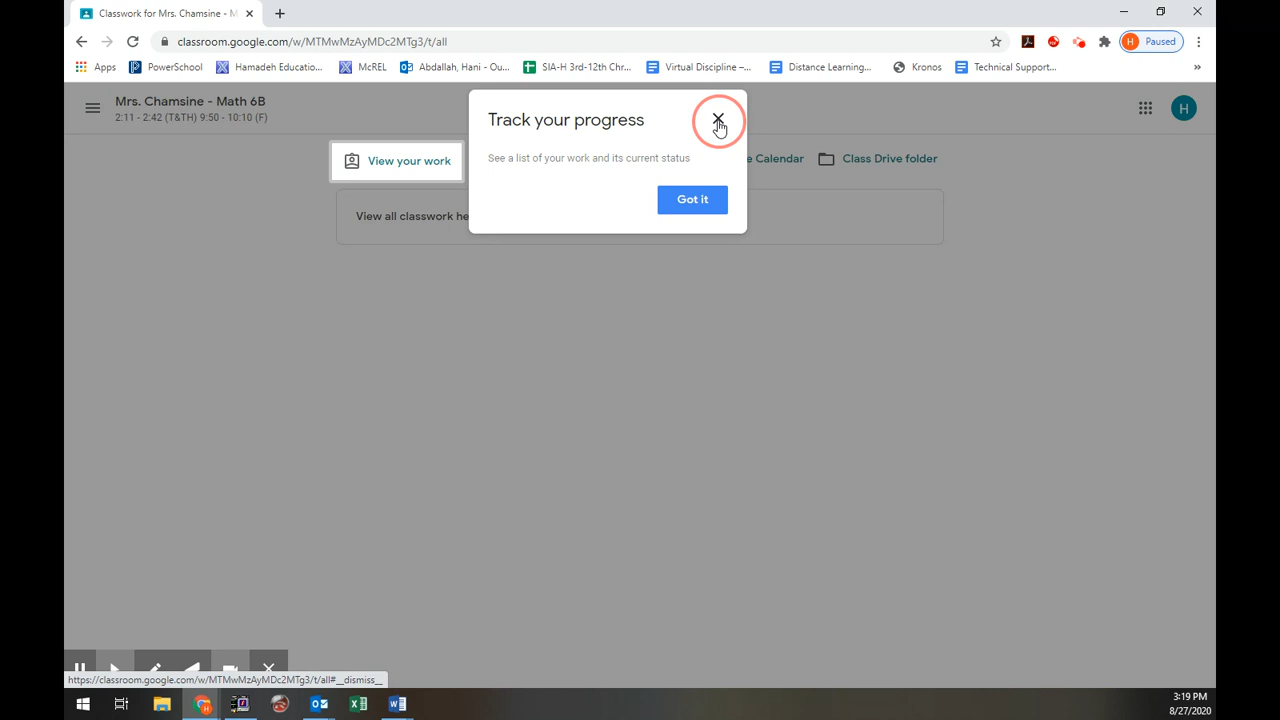 Classwork for Mrs. Chamsine - M
classroom.google.com/w/MTMwMzAyMDc2MTg3/t/all
H Paused
Apps PowerSchool Hamadeh Educatio... McREL Abdallah, Hani - Ou... SIA-H 3rd-12th Chr... Virtual Discipline –... Distance Learning... Kronos Technical Support... »
Mrs. Chamsine - Math 6B
2:11 - 2:42 (T&TH) 9:50 - 10:10 (F)
H
Track your progress
See a list of your work and its current status
Got it
View your work
Calendar
Class Drive folder
View all classwork he
https://classroom.google.com/w/MTMwMzAyMDc2MTg3/t/all#__dismiss__
3:19 PM
8/27/2020